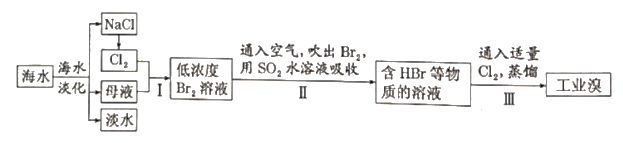 海水
海水
淡化
NaCl
Cl₂
母液
淡水
I
低浓度
Br₂溶液
通入空气,吹出Br₂,
用SO₂水溶液吸收
II
含HBr等物
质的溶液
通入适量
Cl₂,蒸馏
III
工业溴